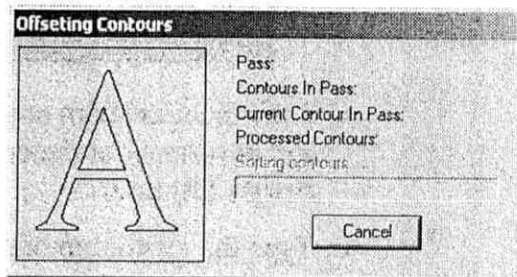 Offseting Contours
A
Pass:
Contours In Pass:
Current Contour In Pass:
Processed Contours:
Sorting contours
Cancel